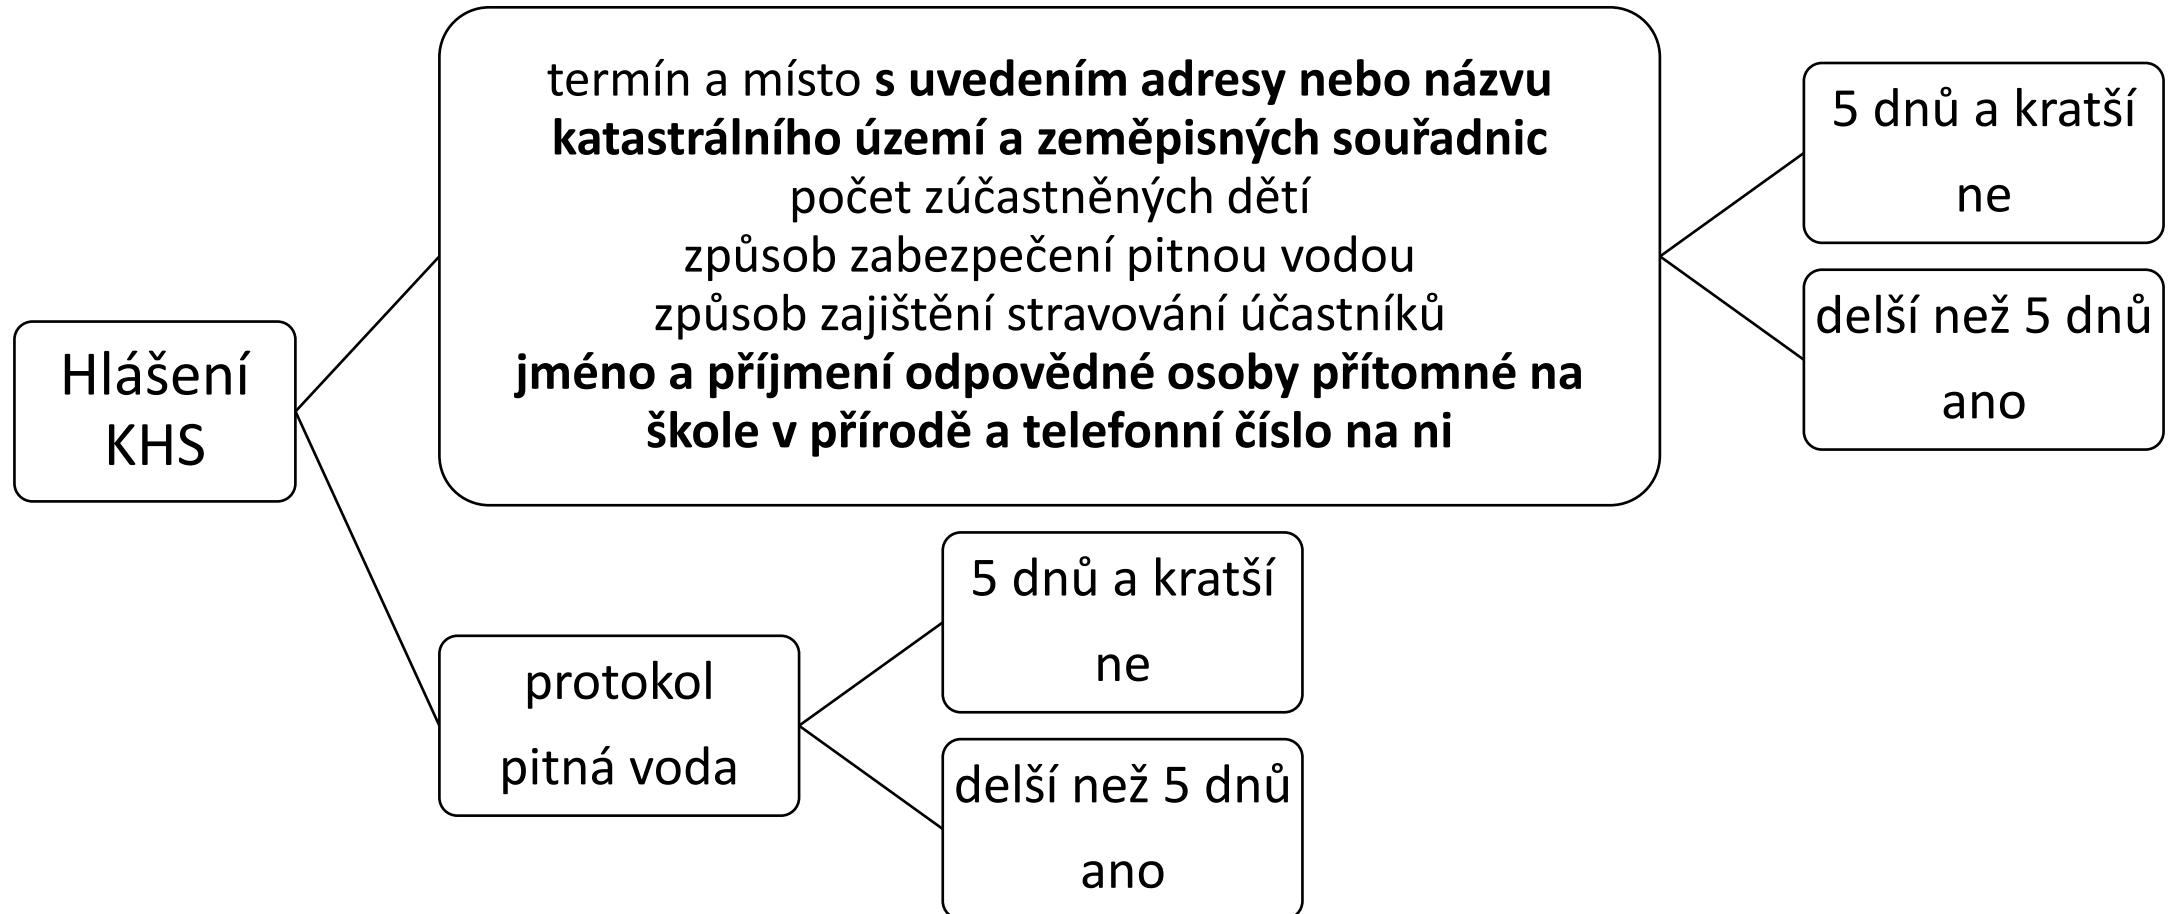 Hlášení
KHS
termín a místo s uvedením adresy nebo názvu
katastrálního území a zeměpisných souřadnic
počet zúčastněných dětí
způsob zabezpečení pitnou vodou
způsob zajištění stravování účastníků
jméno a příjmení odpovědné osoby přítomné na
škole v přírodě a telefonní číslo na ni
5 dnů a kratší
ne
delší než 5 dnů
ano
protokol
pitná voda
5 dnů a kratší
ne
delší než 5 dnů
ano